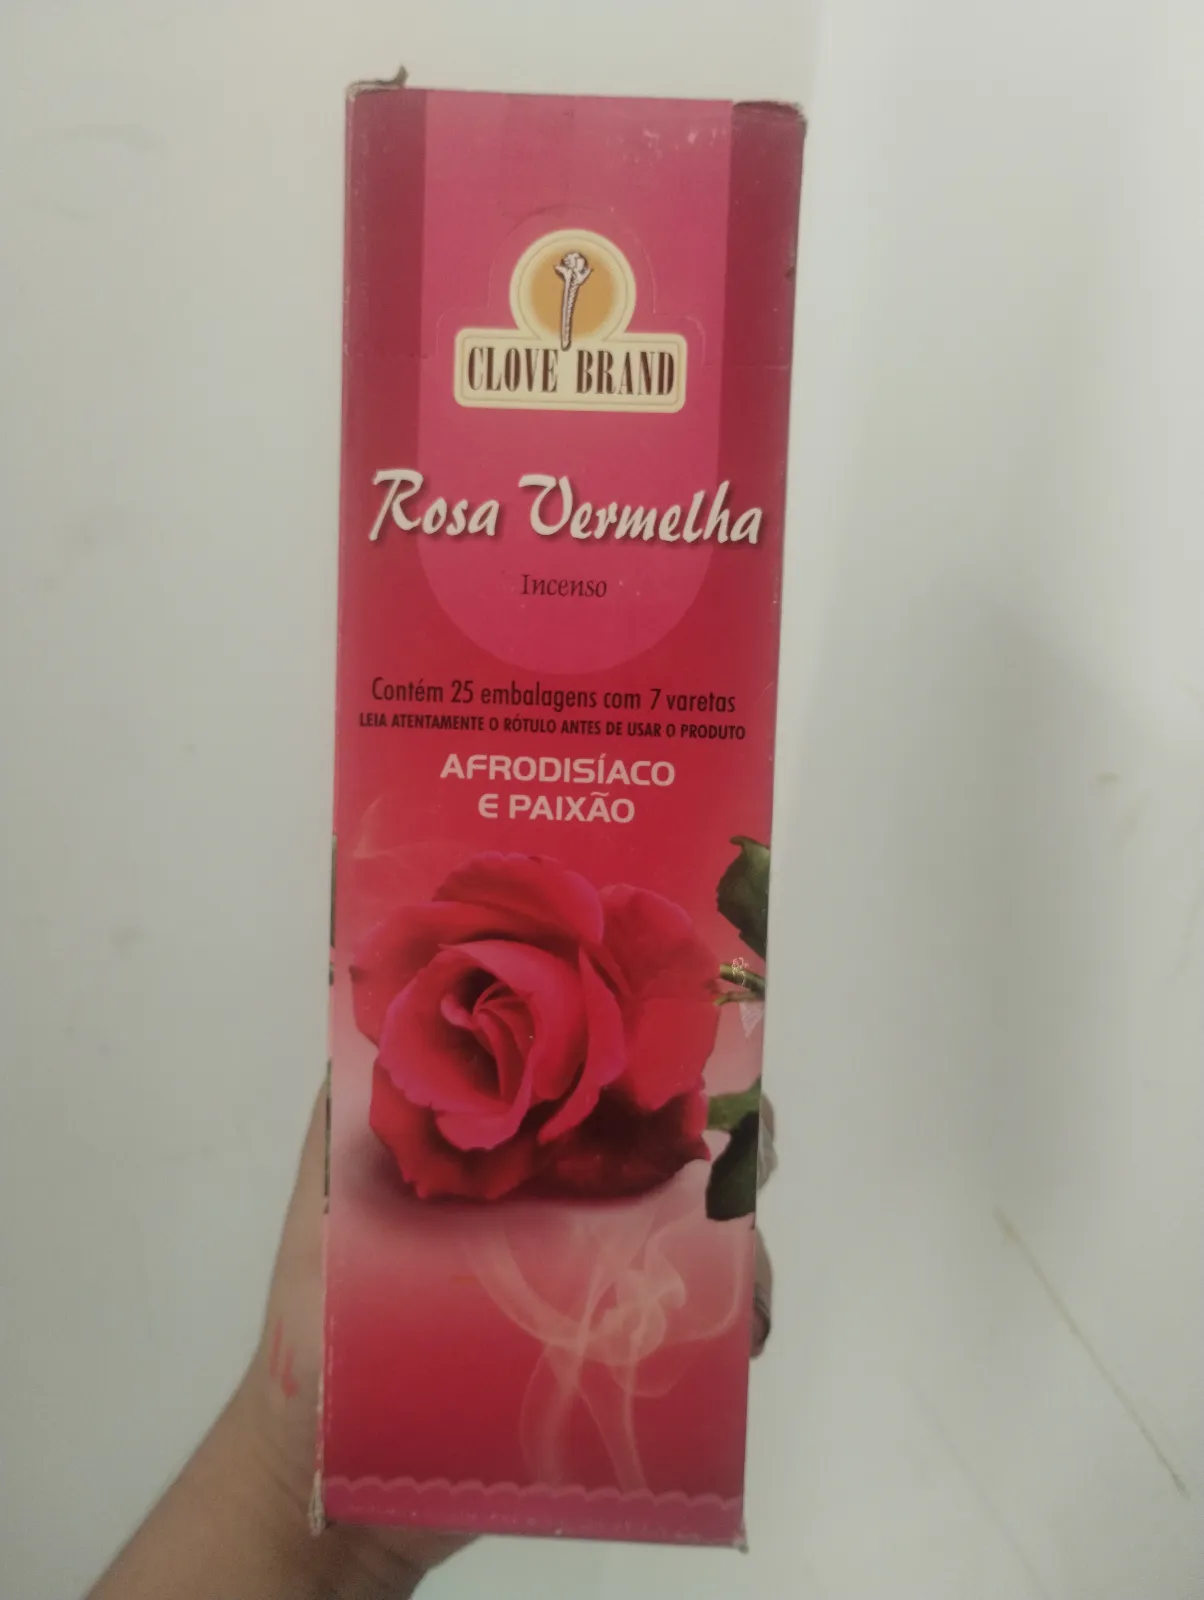 CLOVE BRAND
Rosa Vermelha
Incenso
Contém 25 embalagens com 7 varetas
LEIA ATENTAMENTE O RÓTULO ANTES DE USAR O PRODUTO
AFRODISÍACO
E PAIXÃO